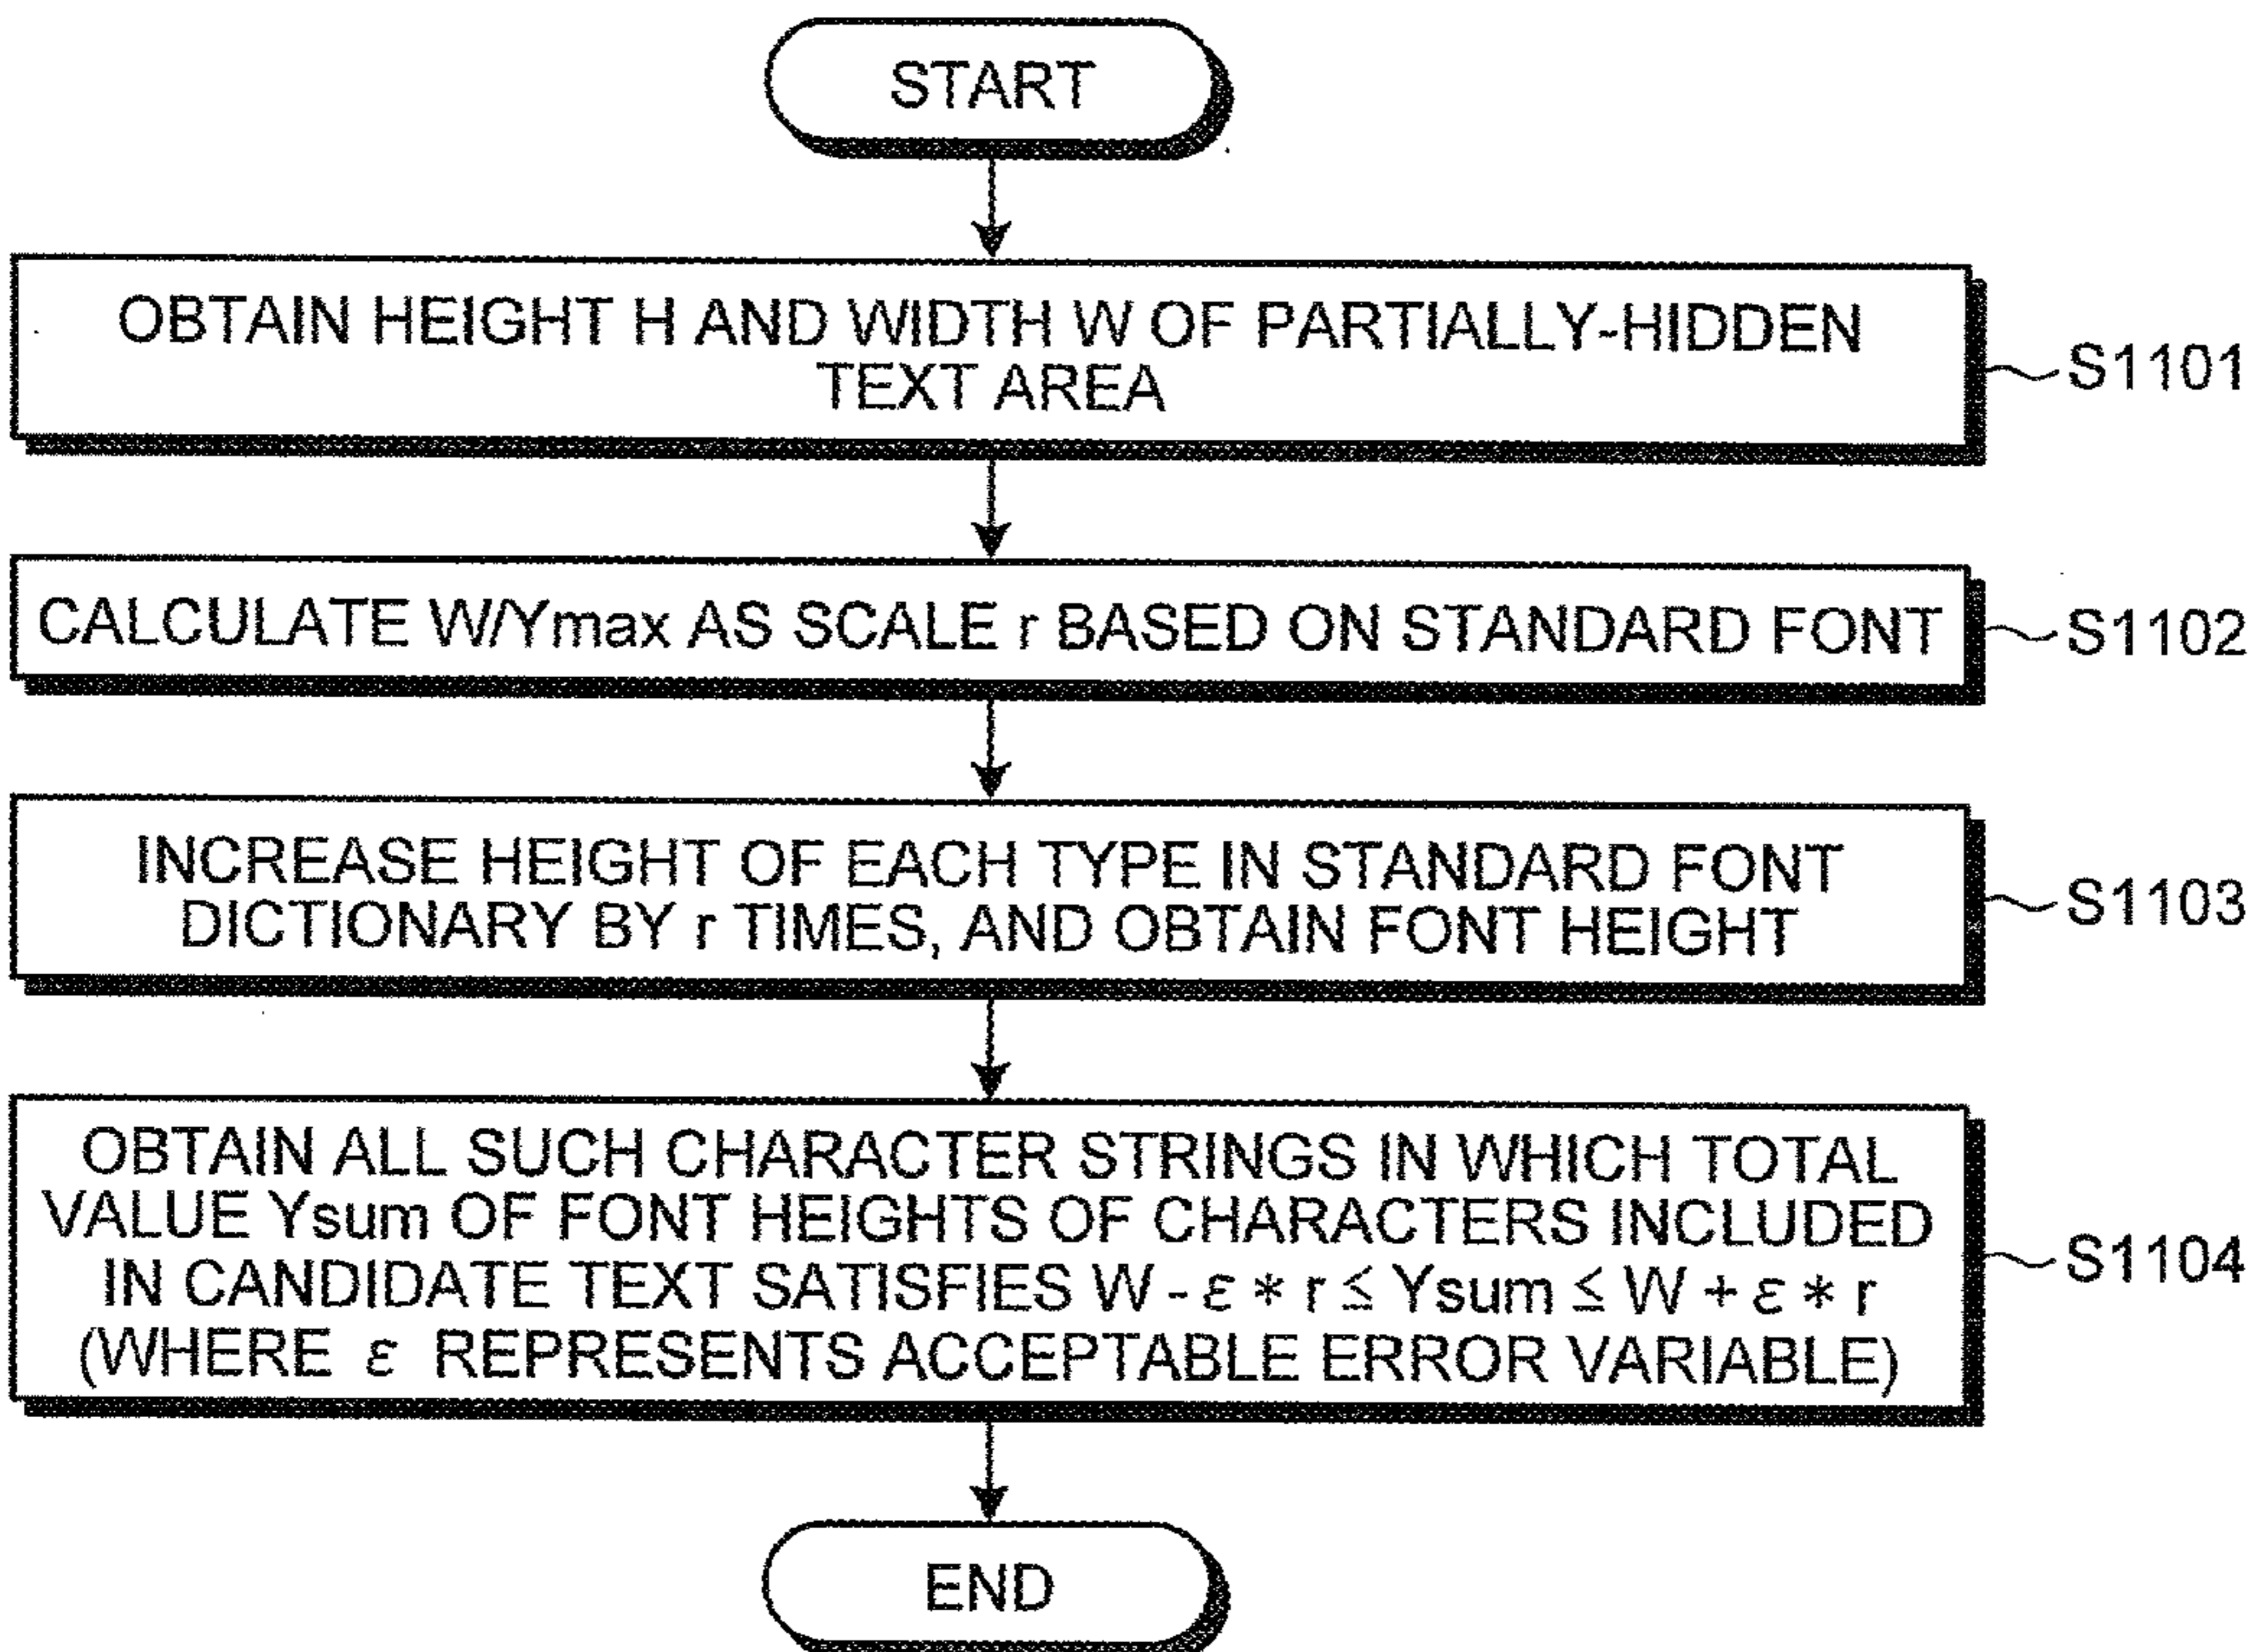 START
OBTAIN HEIGHT H AND WIDTH W OF PARTIALLY-HIDDEN
TEXT AREA
S1101
CALCULATE W/Ymax AS SCALE r BASED ON STANDARD FONT
S1102
INCREASE HEIGHT OF EACH TYPE IN STANDARD FONT
DICTIONARY BY r TIMES, AND OBTAIN FONT HEIGHT
S1103
OBTAIN ALL SUCH CHARACTER STRINGS IN WHICH TOTAL
VALUE Ysum OF FONT HEIGHTS OF CHARACTERS INCLUDED
IN CANDIDATE TEXT SATISFIES W - ε * r ≦ Ysum ≦ W + ε * r
(WHERE ε REPRESENTS ACCEPTABLE ERROR VARIABLE)
S1104
END